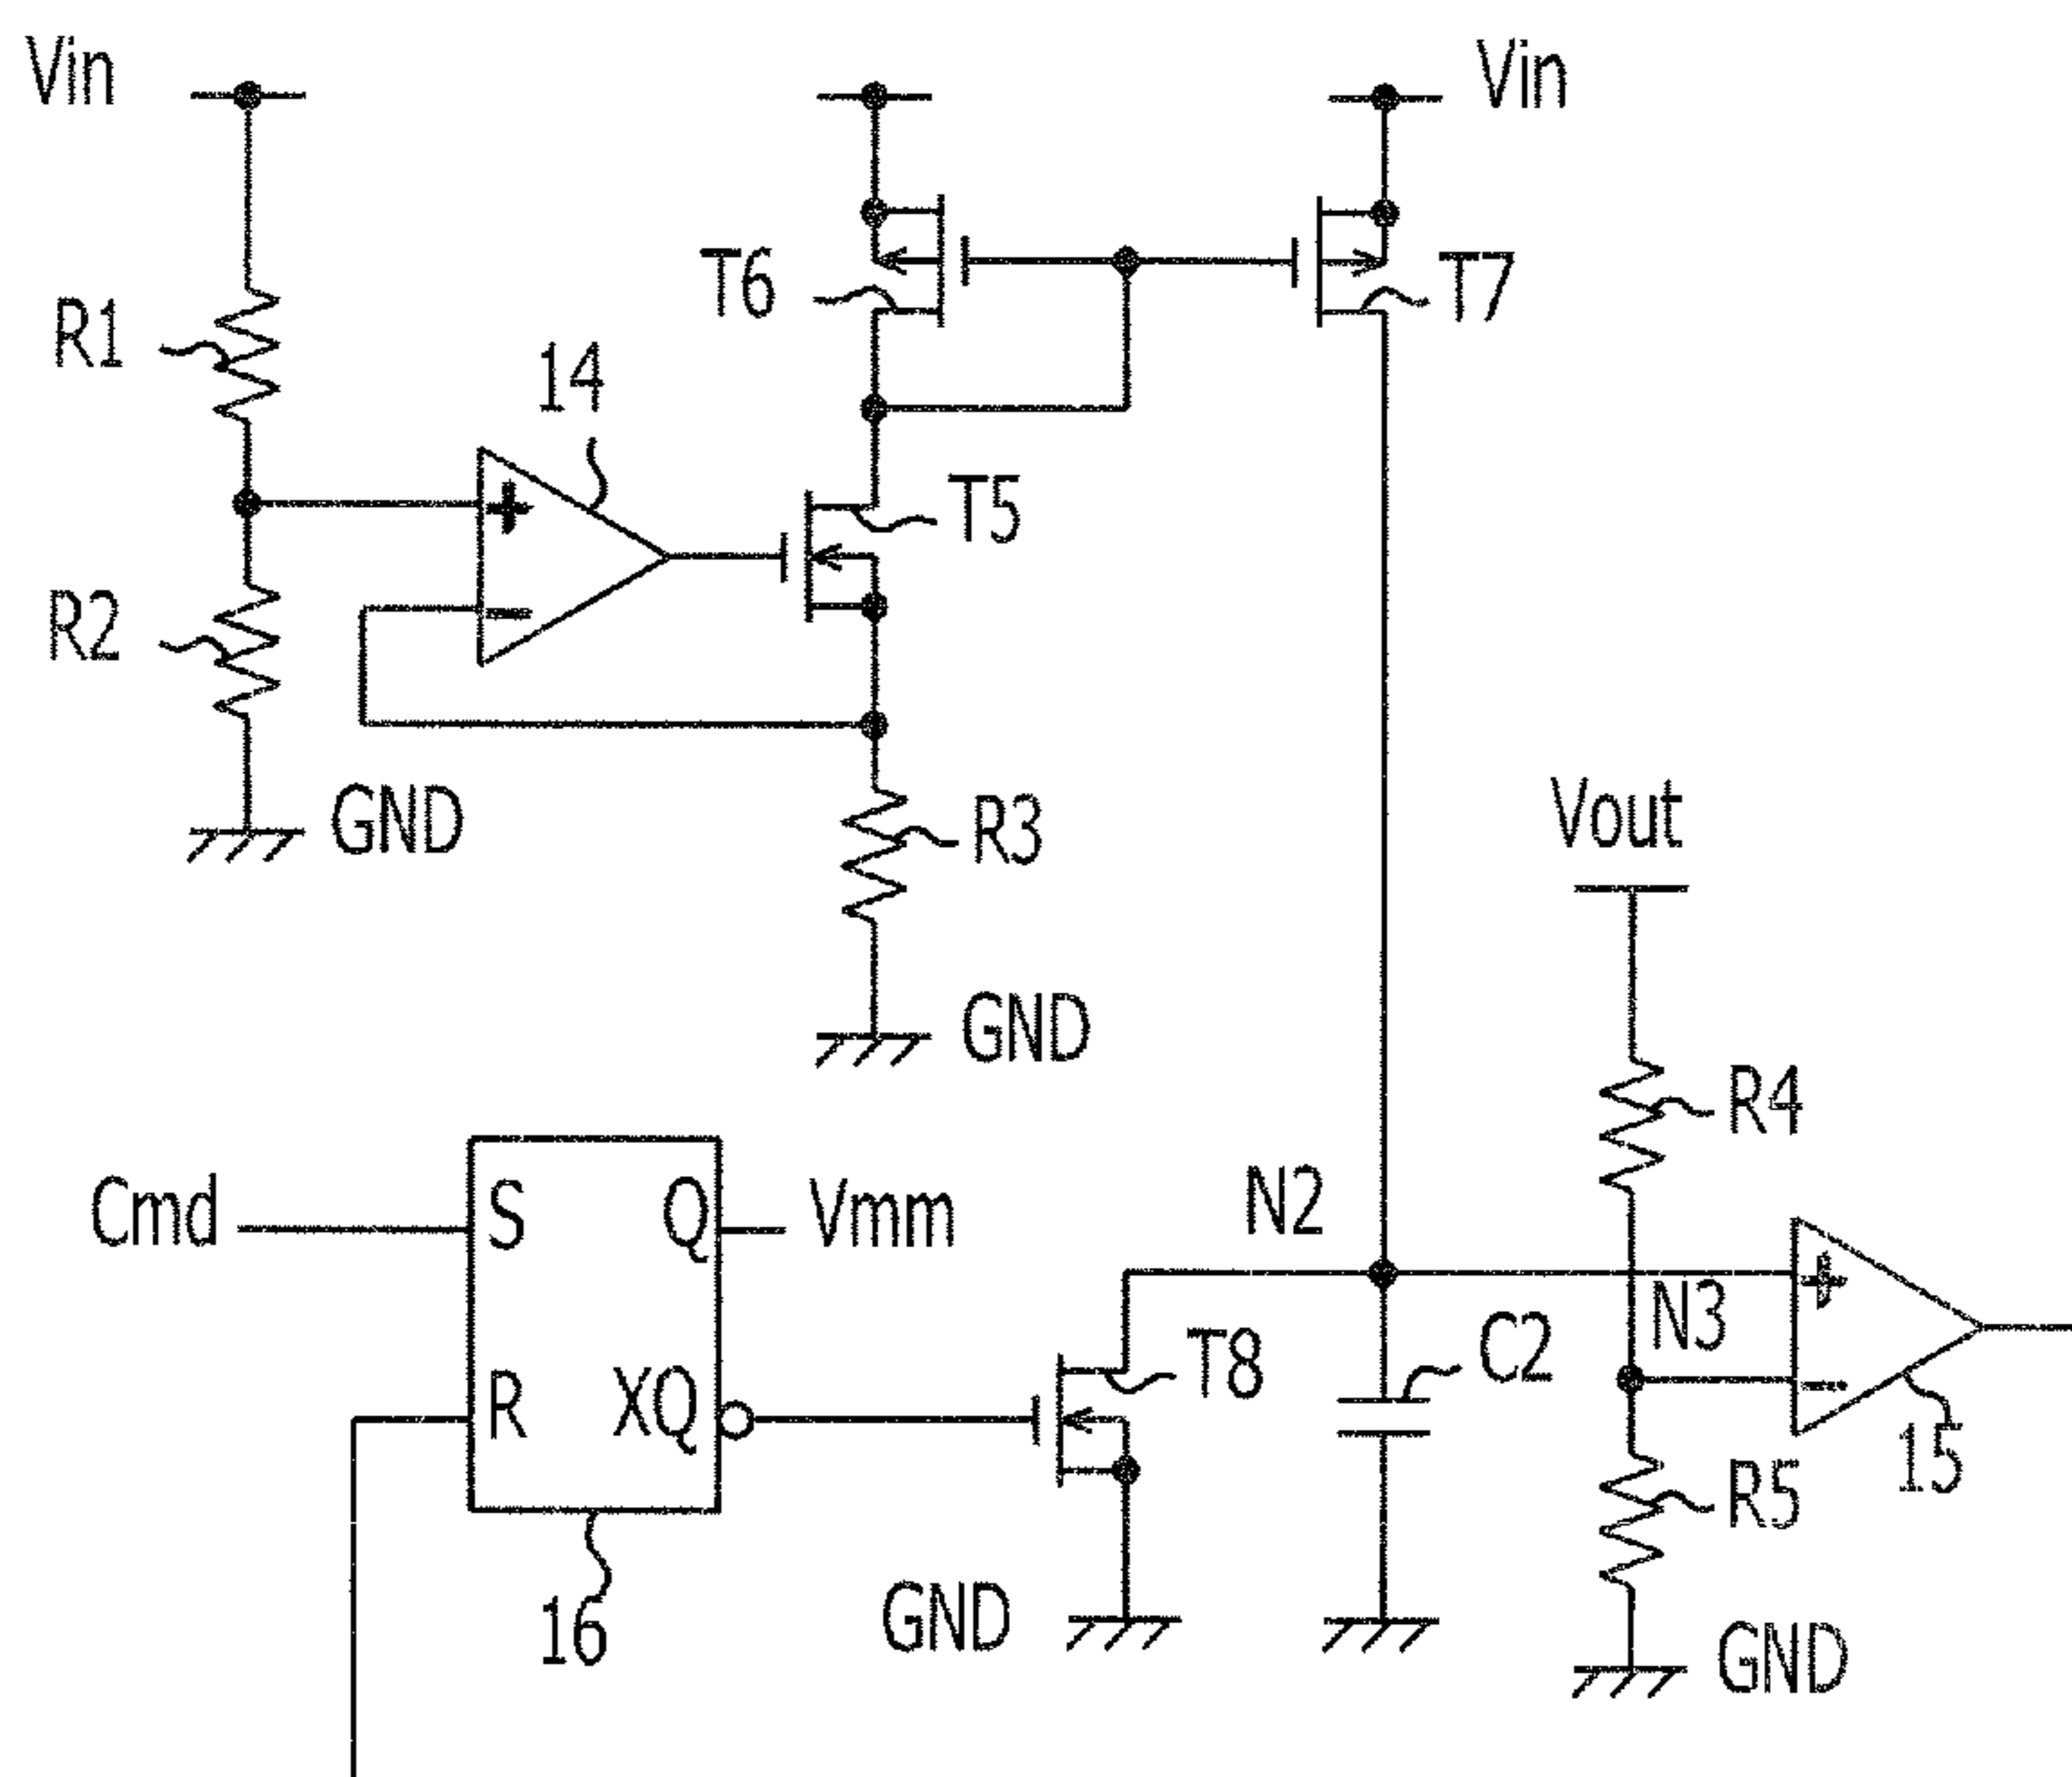 Vin
Vin
T6
T7
R1
14
+
T5
R2
−
GND
R3
Vout
GND
R4
Cmd
S
Q
Vmm
N2
+
N3
T8
C2
R
XQ
−
15
R5
16
GND
GND